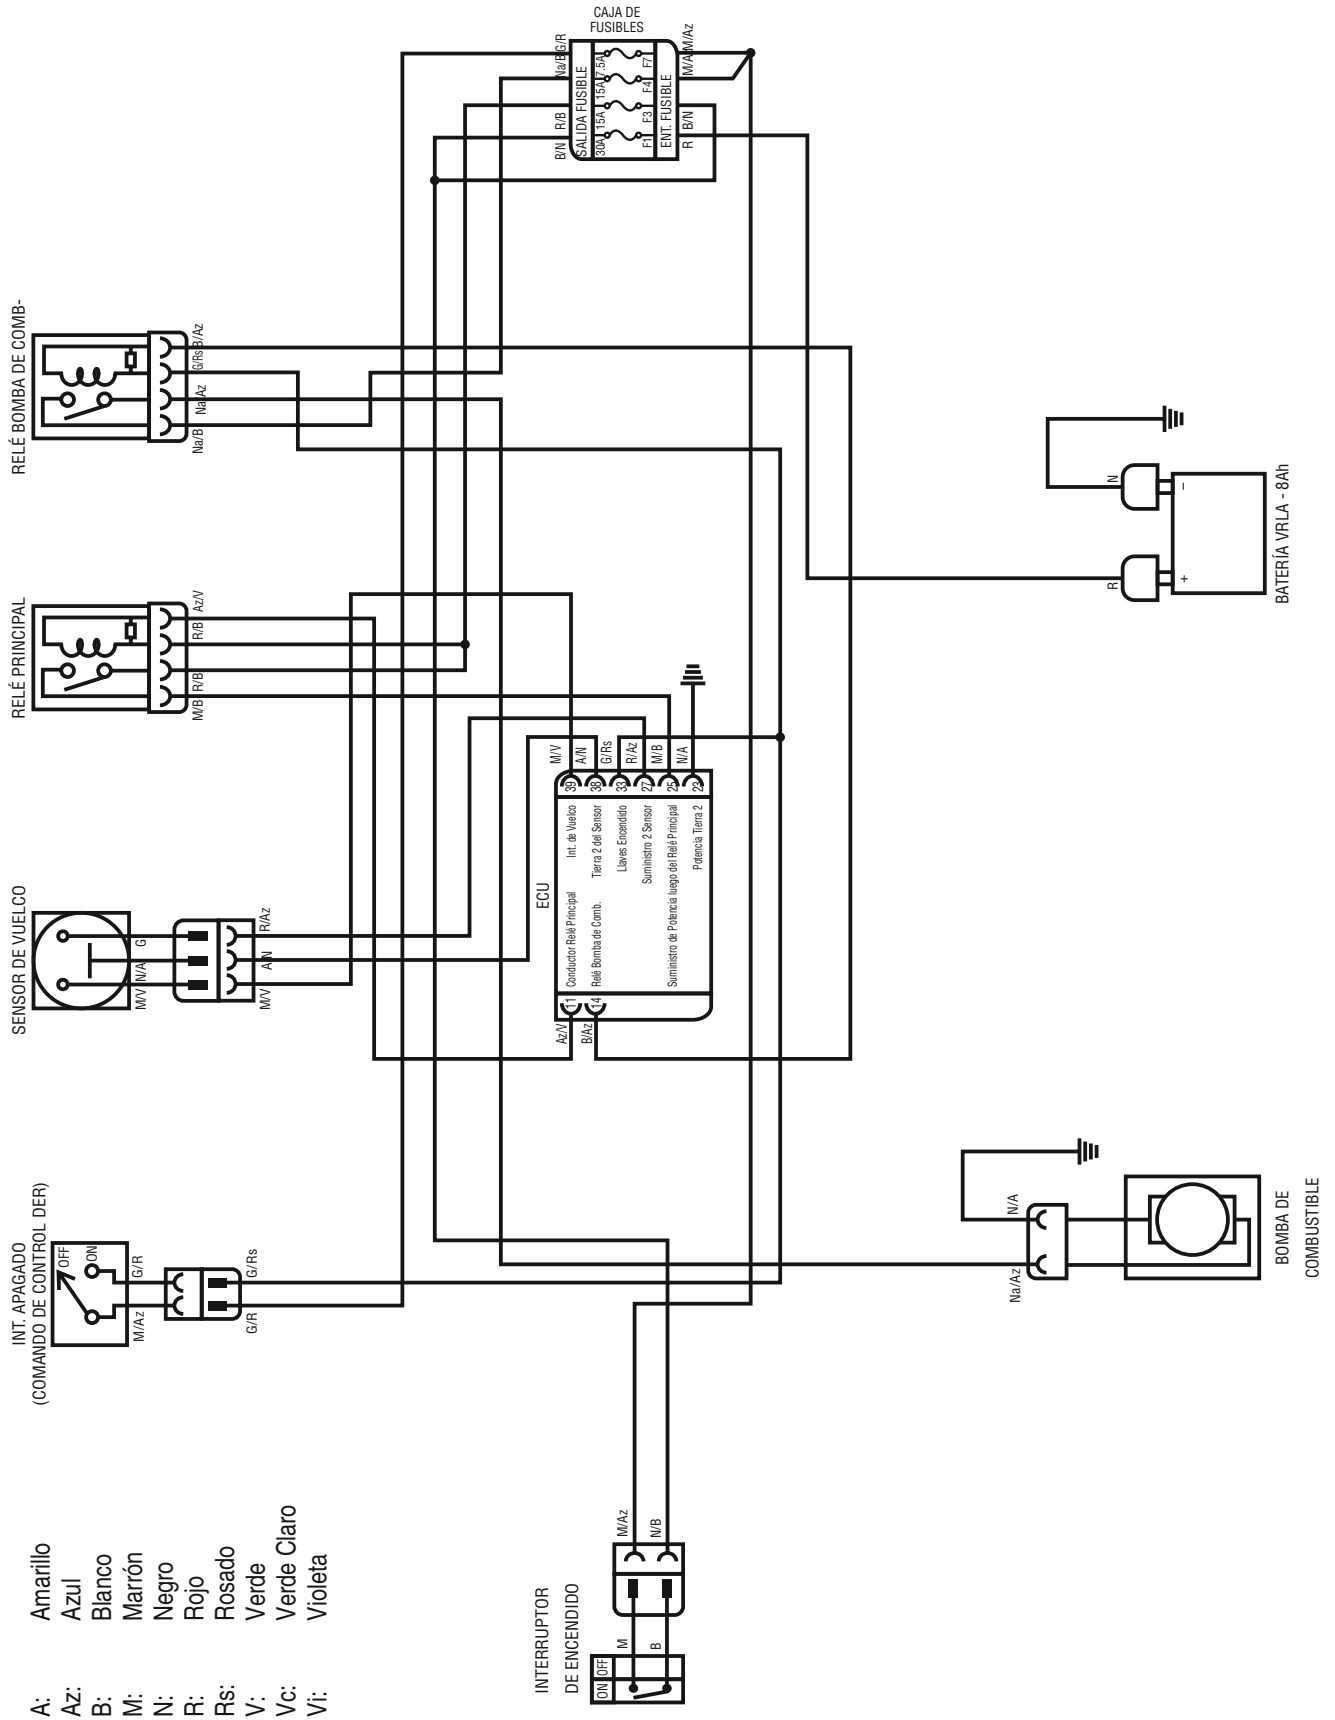 CAJA DE
FUSIBLES
SALIDA FUSIBLE
ENT. FUSIBLE
B/N
R/B
Na/B
G/R
30A
15A
15A
7.5A
F1
F3
F4
F7
R
B/N
M/Az
M/Az
RELÉ BOMBA DE COMB-
Na/B
Na/Az
G/Rs
B/Az
RELÉ PRINCIPAL
M/B
R/B
R/B
Az/V
SENSOR DE VUELCO
M/V
N/A
G
M/V
A/N
R/Az
INT. APAGADO
(COMANDO DE CONTROL DER)
OFF
ON
M/Az
G/R
G/R
G/Rs
ECU
M/V
A/N
G/Rs
R/Az
M/B
N/A
39
38
33
27
25
23
Conductor Relé Principal
Int. de Vuelco
Relé Bomba de Comb.
Tierra 2 del Sensor
Llaves Encendido
Suministro 2 Sensor
Suministro de Potencia luego del Relé Principal
Potencia Tierra 2
11
14
Az/V
B/Az
R
N
+
–
BATERÍA VRLA - 8Ah
Na/Az
N/A
BOMBA DE
COMBUSTIBLE
INTERRUPTOR
DE ENCENDIDO
ON
OFF
M
B
M/Az
N/B
A: Amarillo
Az: Azul
B: Blanco
M: Marrón
N: Negro
R: Rojo
Rs: Rosado
V: Verde
Vc: Verde Claro
Vi: Violeta